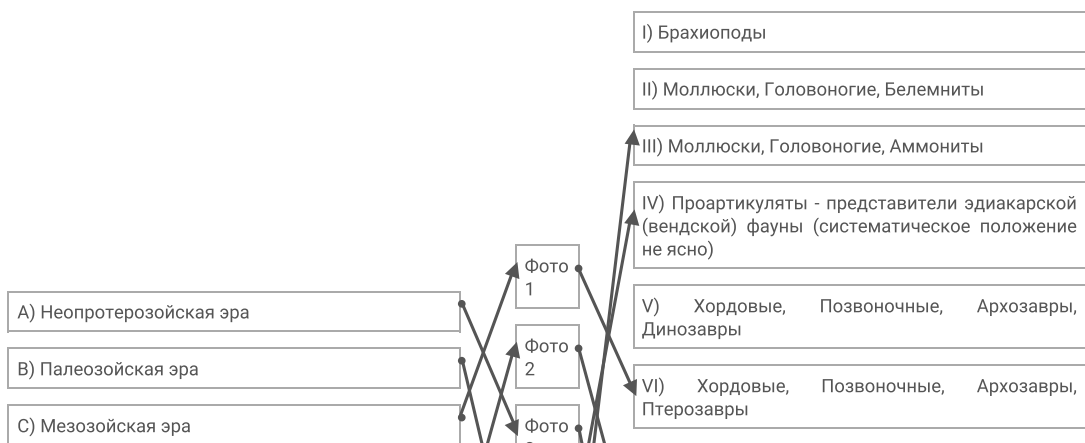 I) Брахиоподы
II) Моллюски, Головоногие, Белемниты
III) Моллюски, Головоногие, Аммониты
IV) Проартикуляты - представители эдиакарской
(вендской) фауны (систематическое положение
не ясно)
V) Хордовые, Позвоночные, Архозавры,
Динозавры
VI) Хордовые, Позвоночные, Архозавры,
Птерозавры
Фото
1
Фото
2
Фото
A) Неопротерозойская эра
B) Палеозойская эра
C) Мезозойская эра